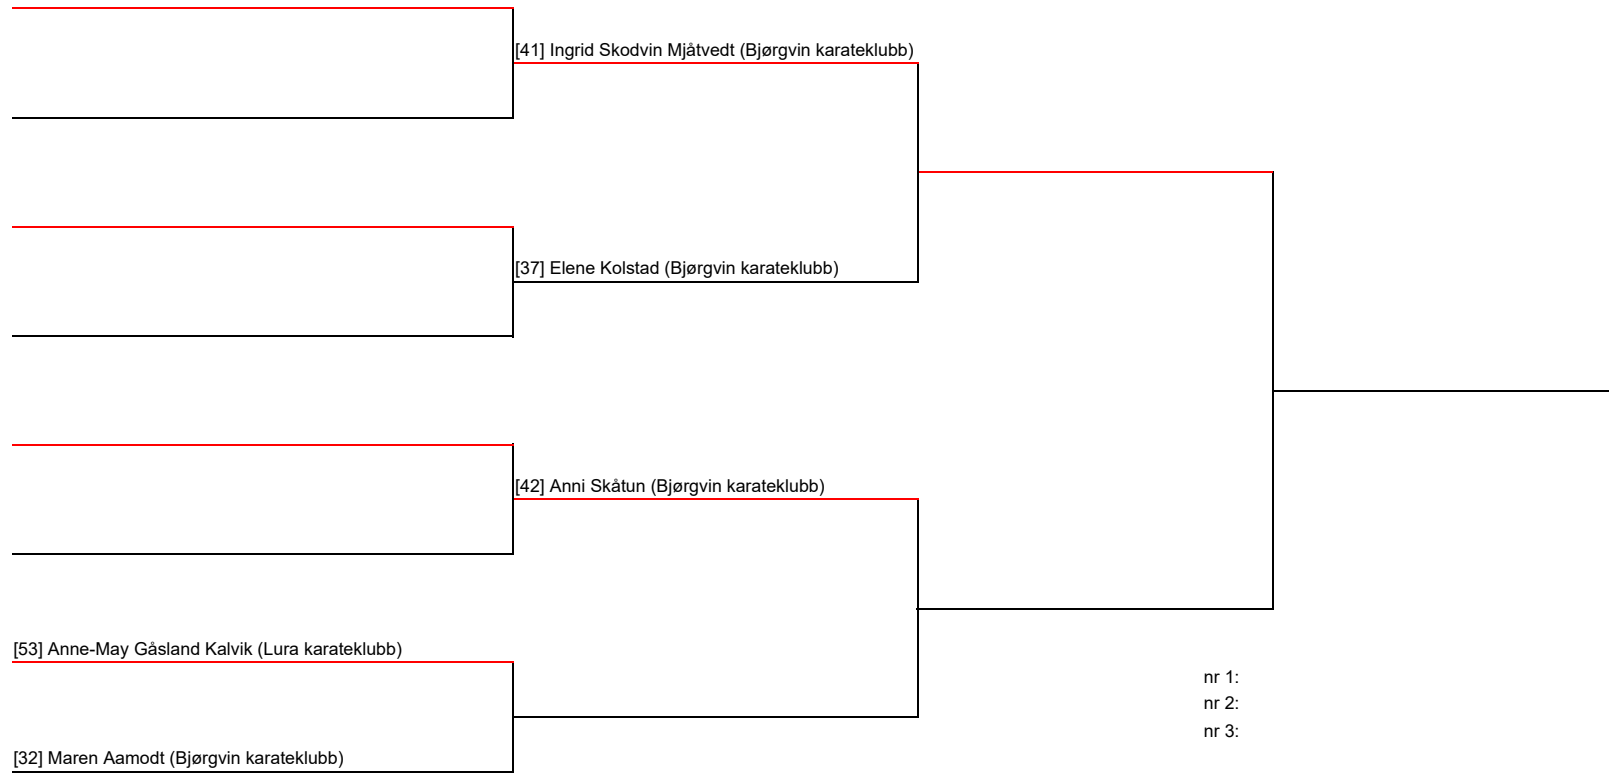 [41] Ingrid Skodvin Mjåtvedt (Bjørgvin karateklubb)
[37] Elene Kolstad (Bjørgvin karateklubb)
[42] Anni Skåtun (Bjørgvin karateklubb)
[53] Anne-May Gåsland Kalvik (Lura karateklubb)
[32] Maren Aamodt (Bjørgvin karateklubb)
nr 1:
nr 2:
nr 3: